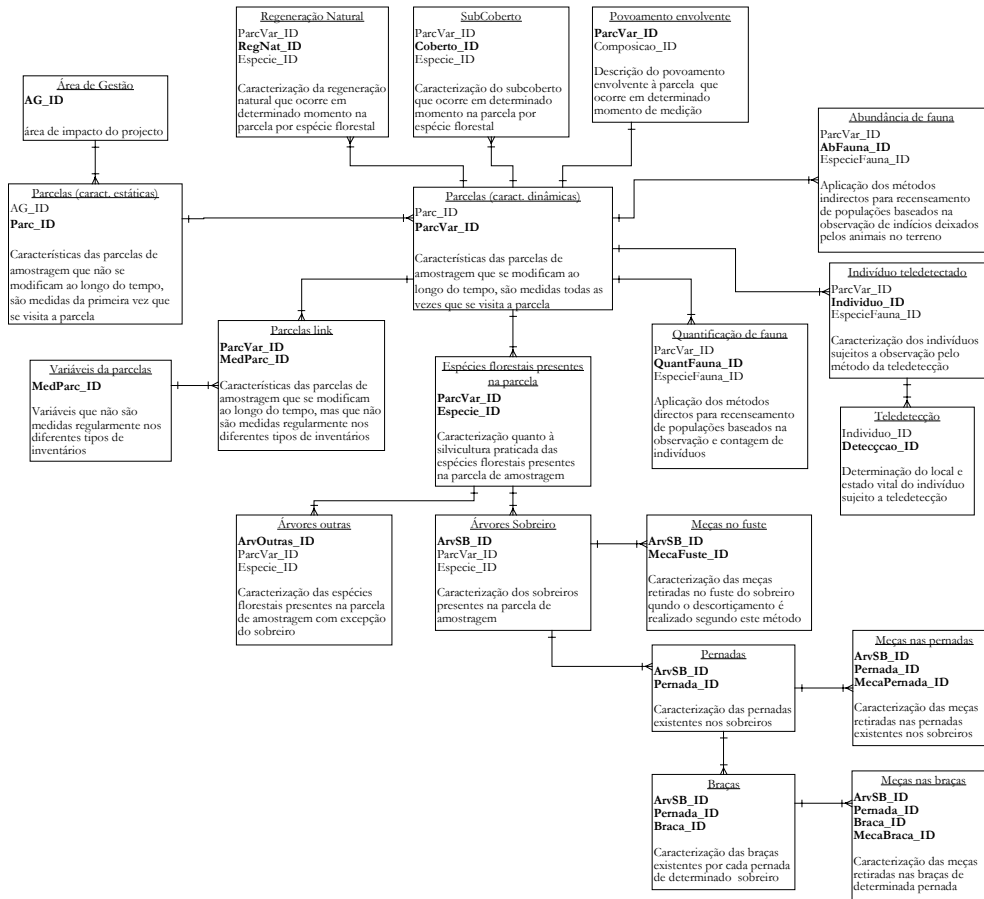 Regeneração Natural
ParcVar_ID
RegNat_ID
Especie_ID
Caracterização da regeneração
natural que ocorre em
determinado momento na
parcela por espécie florestal
SubCoberto
ParcVar_ID
Coberto_ID
Especie_ID
Caracterização do subcoberto
que ocorre em determinado
momento na parcela por
espécie florestal
Povoamento envolvente
ParcVar_ID
Composicao_ID
Descrição do povoamento
envolvente à parcela que
ocorre em determinado
momento de medição
Área de Gestão
AG_ID
área de impacto do projecto
Abundância de fauna
ParcVar_ID
AbFauna_ID
EspecieFauna_ID
Aplicação dos métodos
indirectos para recenseamento
de populações baseados na
observação de indícios deixados
pelos animais no terreno
Parcelas (caract. estáticas)
AG_ID
Parc_ID
Características das parcelas de
amostragem que não se
modificam ao longo do tempo,
são medidas da primeira vez que
se visita a parcela
Parcelas (caract. dinâmicas)
Parc_ID
ParcVar_ID
Características das parcelas de
amostragem que se modificam ao
longo do tempo, são medidas todas as
vezes que se visita a parcela
Indivíduo teledetectado
ParcVar_ID
Individuo_ID
EspecieFauna_ID
Caracterização dos indivíduos
sujeitos a observação pelo
método da teledetecção
Parcelas link
ParcVar_ID
MedParc_ID
Características das parcelas de
amostragem que se modificam
ao longo do tempo, mas que não
são medidas regularmente nos
diferentes tipos de inventários
Quantificação de fauna
ParcVar_ID
QuantFauna_ID
EspecieFauna_ID
Aplicação dos métodos
directos para recenseamento
de populações baseados na
observação e contagem de
indivíduos
Variáveis da parcelas
MedParc_ID
Variáveis que não são
medidas regularmente nos
diferentes tipos de
inventários
Espécies florestais presentes
na parcela
ParcVar_ID
Especie_ID
Caracterização quanto à
silvicultura praticada das
espécies florestais presentes
na parcela de amostragem
Teledetecção
Individuo_ID
Detecçcao_ID
Determinação do local e
estado vital do indivíduo
sujeito a teledetecção
Árvores outras
ArvOutras_ID
ParcVar_ID
Especie_ID
Caracterização das espécies
florestais presentes na parcela
de amostragem com excepção
do sobreiro
Árvores Sobreiro
ArvSB_ID
ParcVar_ID
Especie_ID
Caracterização dos sobreiros
presentes na parcela de
amostragem
Meças no fuste
ArvSB_ID
MecaFuste_ID
Caracterização das meças
retiradas no fuste do sobreiro
qundo o descortiçamento é
realizado segundo este método
Pernadas
ArvSB_ID
Pernada_ID
Caracterização das pernadas
existentes nos sobreiros
Meças nas pernadas
ArvSB_ID
Pernada_ID
MecaPernada_ID
Caracterização das meças
retiradas nas pernadas
existentes nos sobreiros
Braças
ArvSB_ID
Pernada_ID
Braca_ID
Caracterização das braças
existentes por cada pernada
de determinado sobreiro
Meças nas braças
ArvSB_ID
Pernada_ID
Braca_ID
MecaBraca_ID
Caracterização das meças
retiradas nas braças de
determinada pernada